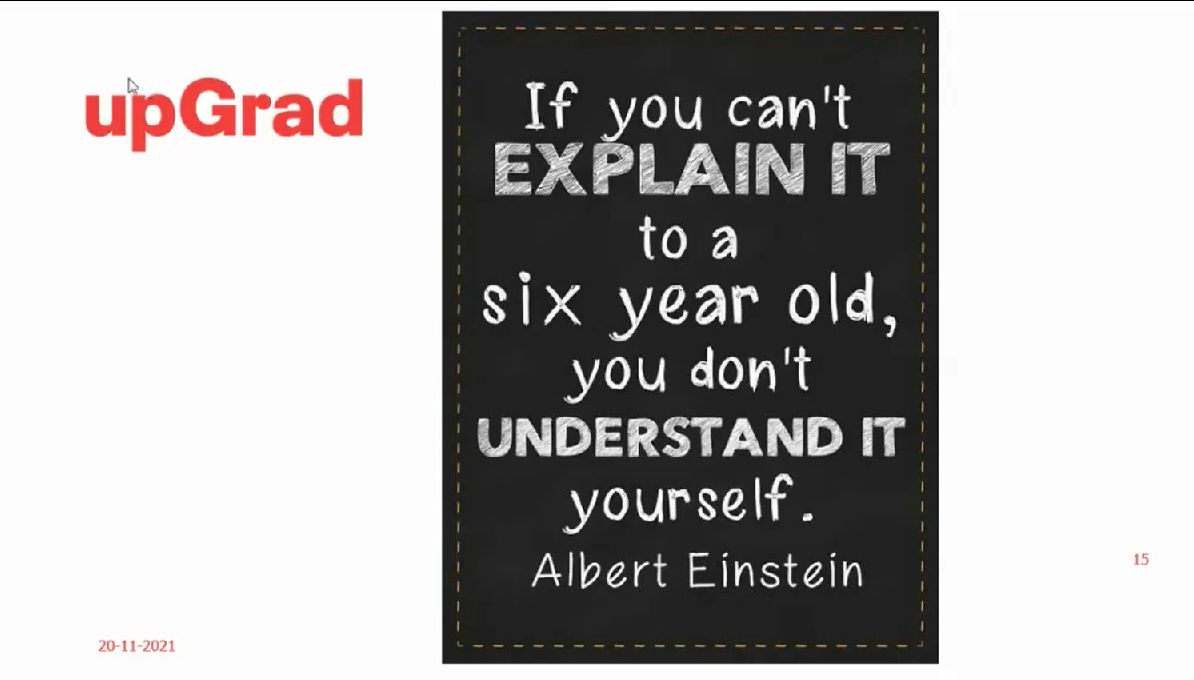 upGrad
If you can't
EXPLAIN IT
to a
six year old,
you don't
UNDERSTAND IT
yourself.
Albert Einstein
15
20-11-2021